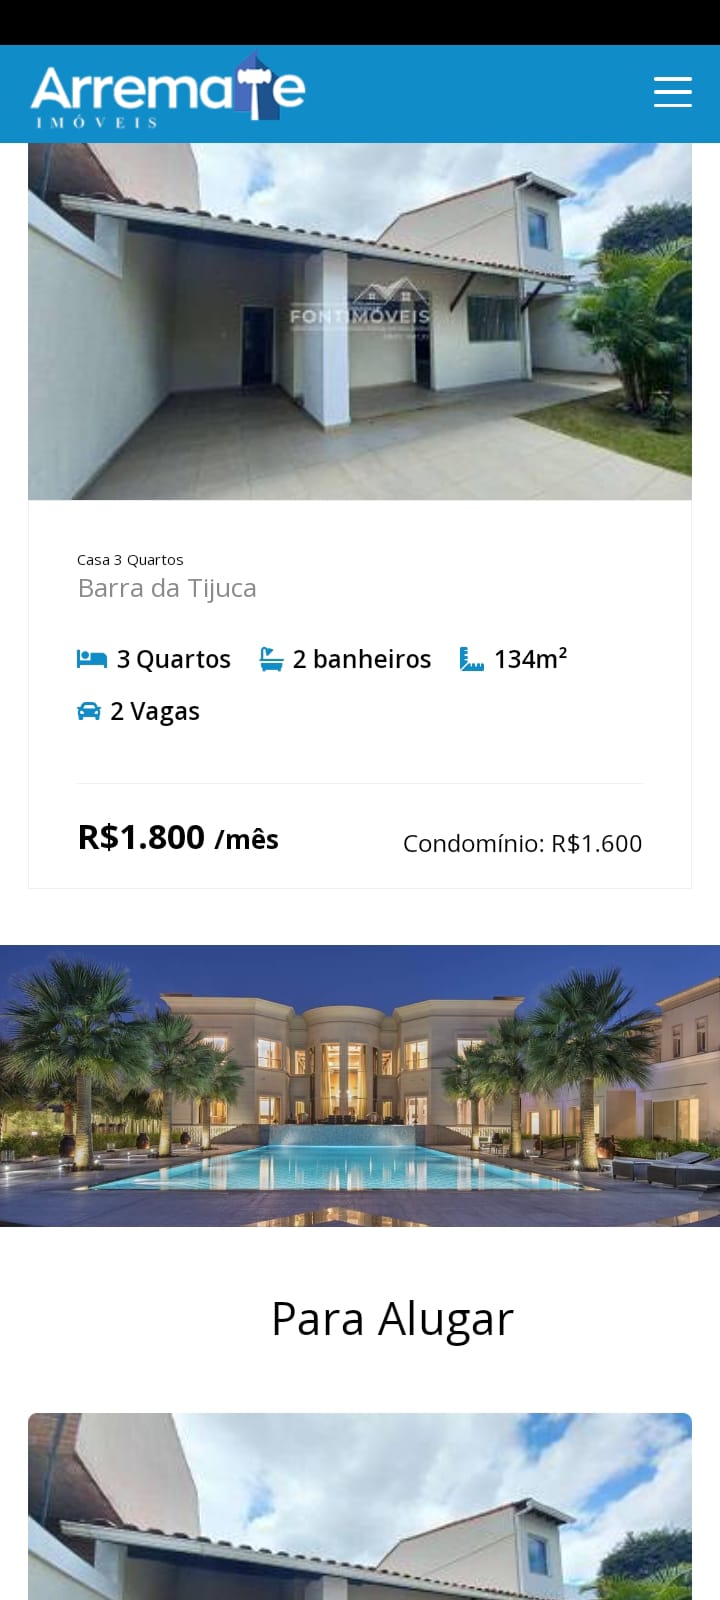 Arremate
IMÓVEIS
FONTIMÓVEIS
Casa 3 Quartos
Barra da Tijuca
3 Quartos 2 banheiros 134m²
2 Vagas
R$1.800 /mês Condomínio: R$1.600
Para Alugar